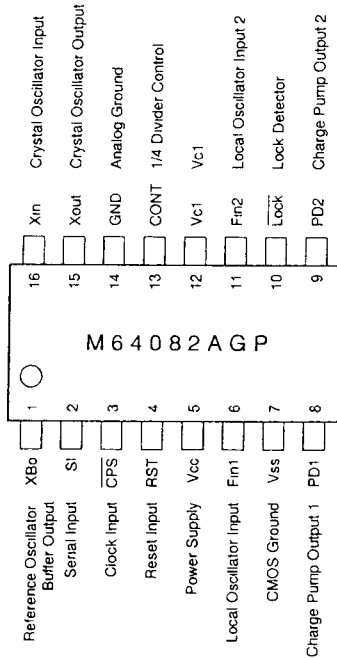 Reference Oscillator
Buffer Output XBo 1
Serial Input SI 2
Clock Input CPS 3
Reset Input RST 4
Power Supply Vcc 5
Local Oscillator Input Fin1 6
CMOS Ground Vss 7
Charge Pump Output 1 PD1 8
M64082AGP
16 Xin Crystal Oscillator Input
15 Xout Crystal Oscillator Output
14 GND Analog Ground
13 CONT 1/4 Divider Control
12 Vc1 Vc1
11 Fin2 Local Oscillator Input 2
10 Lock Lock Detector
9 PD2 Charge Pump Output 2